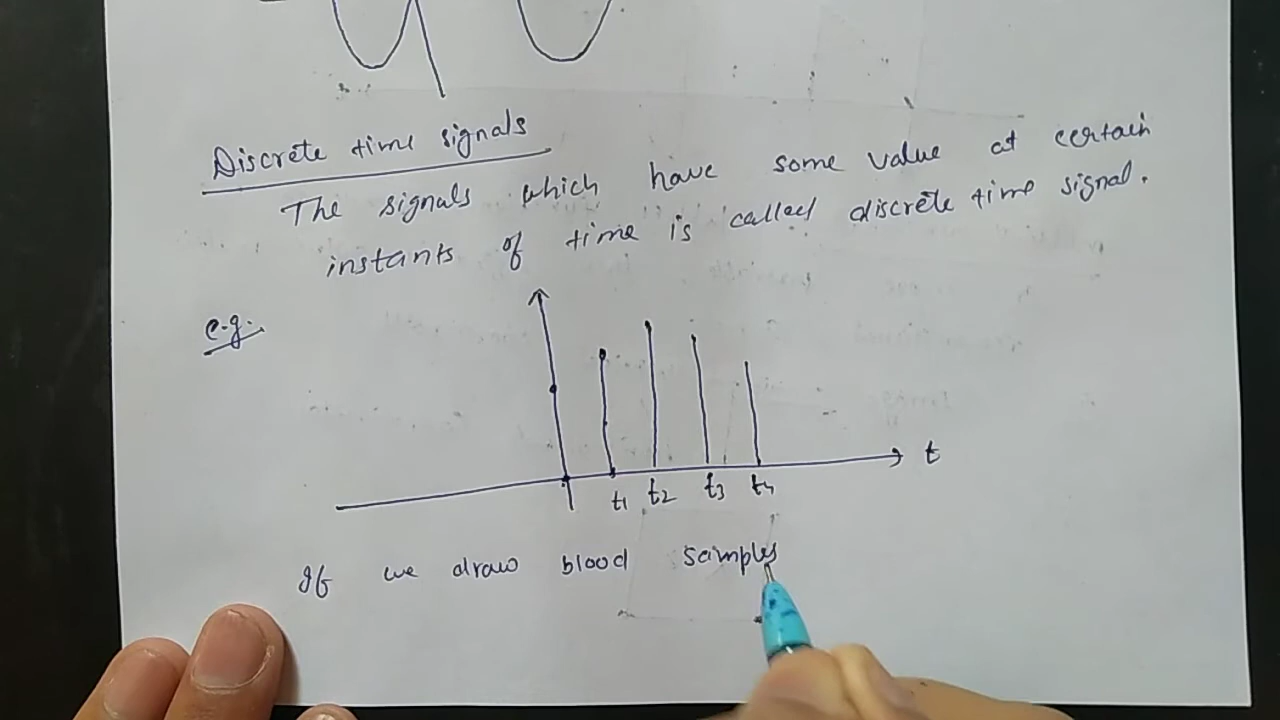 Discrete time signals
The signals which have some value at certain
instants of time is called discrete time signal.
e.g.
t
t1 t2 t3 t4
If we draw blood samples